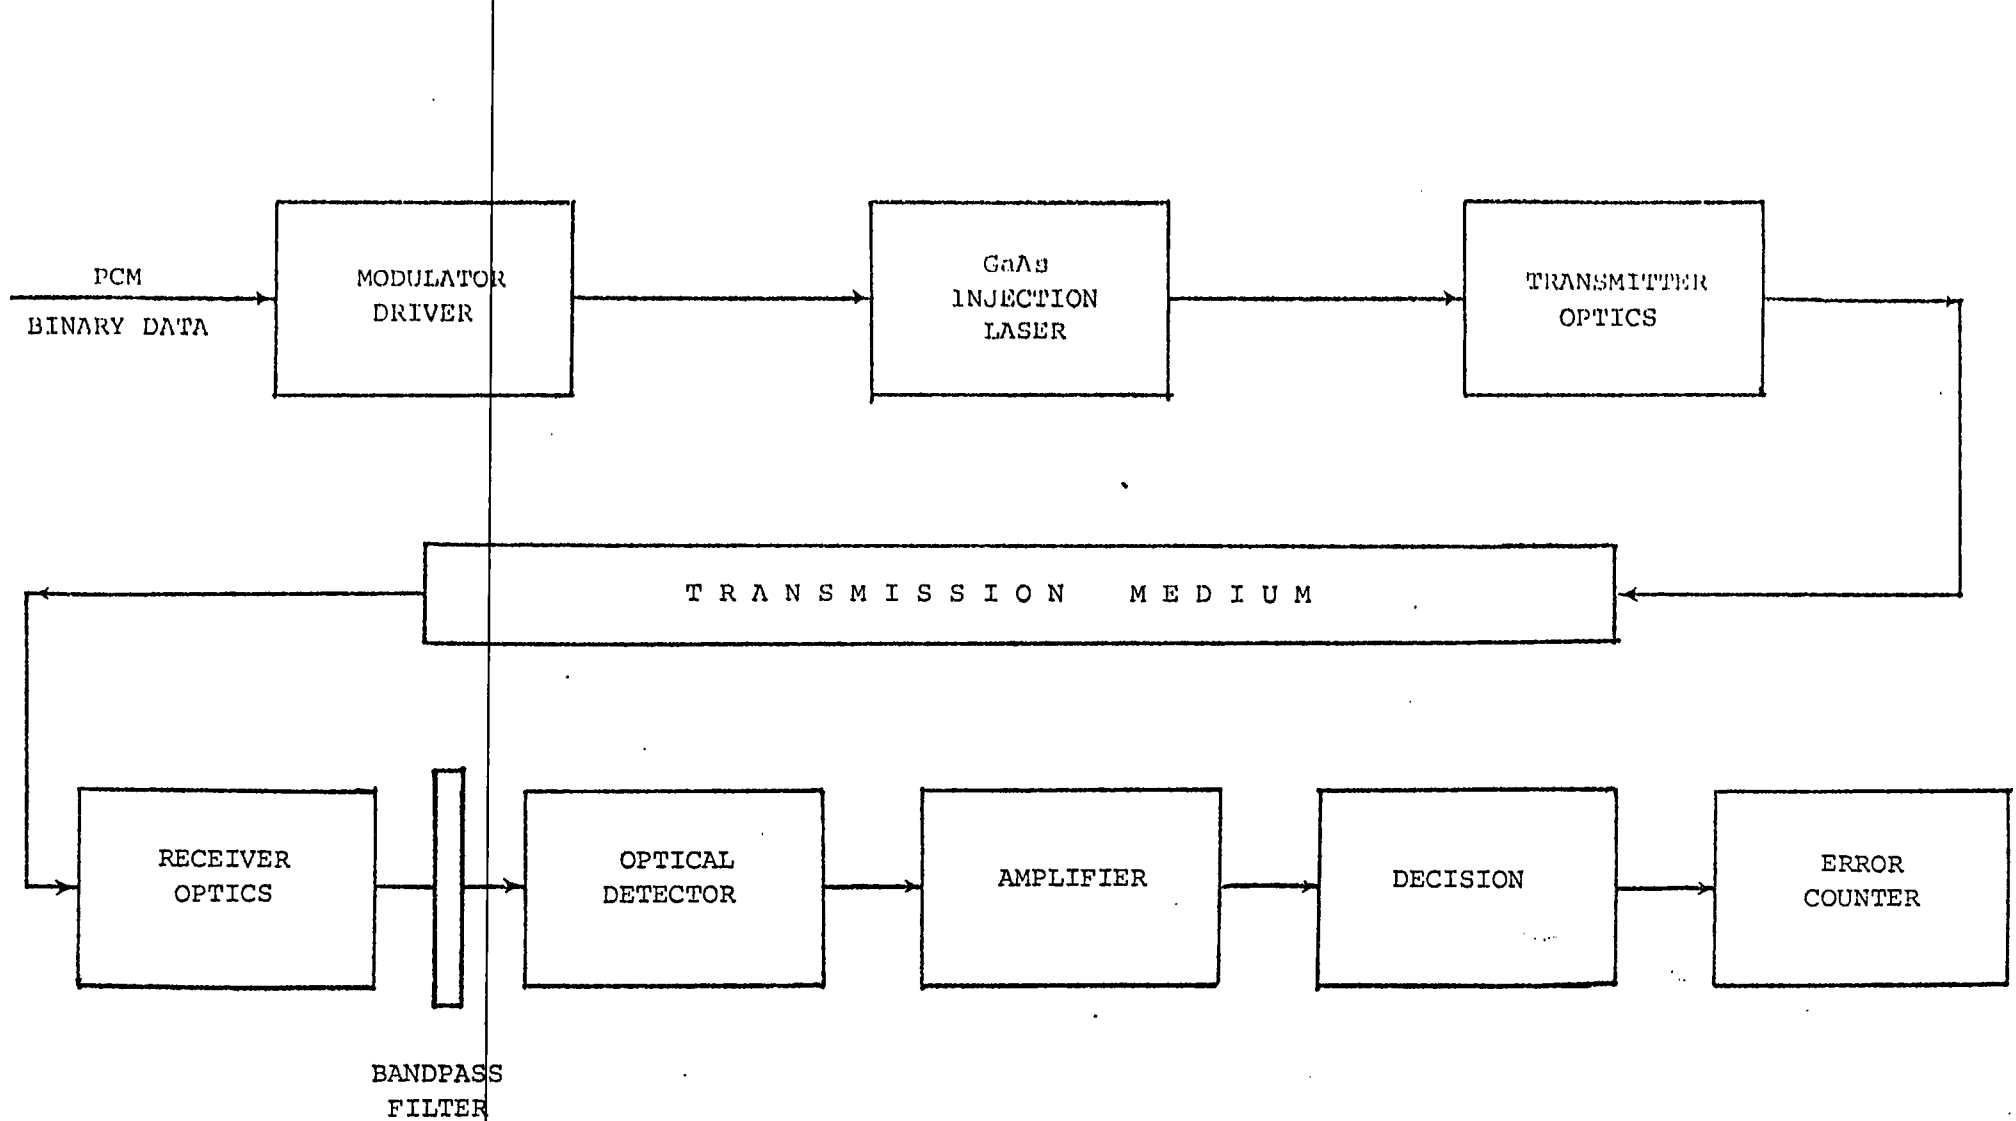 PCM
BINARY DATA
MODULATOR
DRIVER
GaAs
INJECTION
LASER
TRANSMITTER
OPTICS
TRANSMISSION MEDIUM
RECEIVER
OPTICS
BANDPASS
FILTER
OPTICAL
DETECTOR
AMPLIFIER
DECISION
ERROR
COUNTER